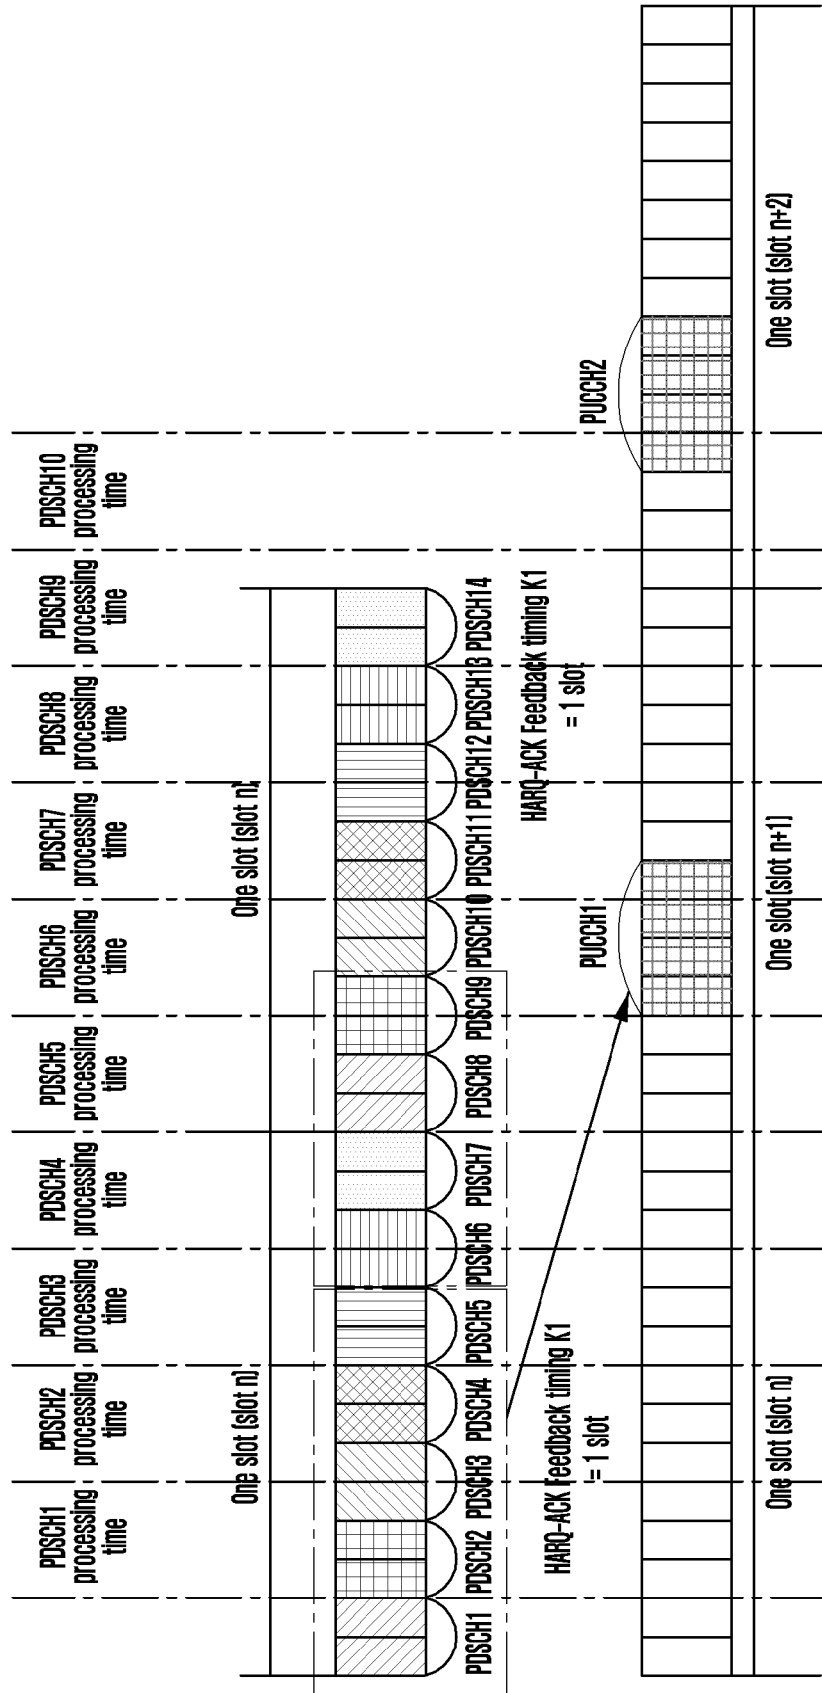 PDSCH1
processing
time
PDSCH2
processing
time
PDSCH3
processing
time
PDSCH4
processing
time
PDSCH5
processing
time
PDSCH6
processing
time
PDSCH7
processing
time
PDSCH8
processing
time
PDSCH9
processing
time
PDSCH10
processing
time
One slot (slot n)
One slot (slot n)
PDSCH1
PDSCH2
PDSCH3
PDSCH4
PDSCH5
PDSCH6
PDSCH7
PDSCH8
PDSCH9
PDSCH10
PDSCH11
PDSCH12
PDSCH13
PDSCH14
HARQ-ACK Feedback timing K1
= 1 slot
HARQ-ACK Feedback timing K1
= 1 slot
PUCCH1
PUCCH2
One slot (slot n)
One slot (slot n+1)
One slot (slot n+2)